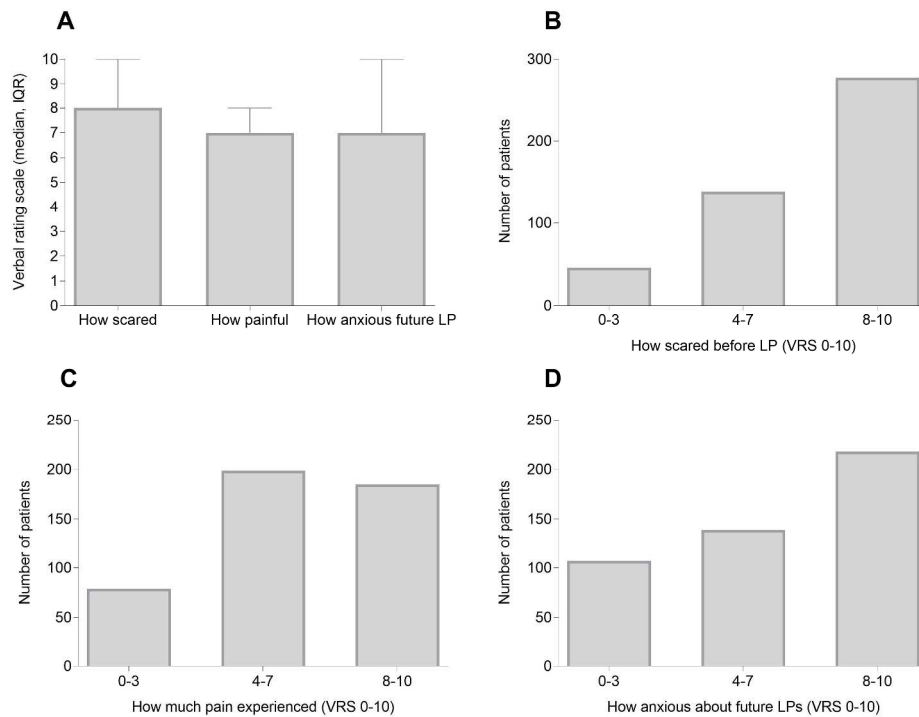 A
Verbal rating scale (median, IQR)
10
9
8
7
6
5
4
3
2
1
0
How scared
How painful
How anxious future LP
B
Number of patients
300
200
100
0
0-3
4-7
8-10
How scared before LP (VRS 0-10)
C
Number of patients
250
200
150
100
50
0
0-3
4-7
8-10
How much pain experienced (VRS 0-10)
D
Number of patients
250
200
150
100
50
0
0-3
4-7
8-10
How anxious about future LPs (VRS 0-10)